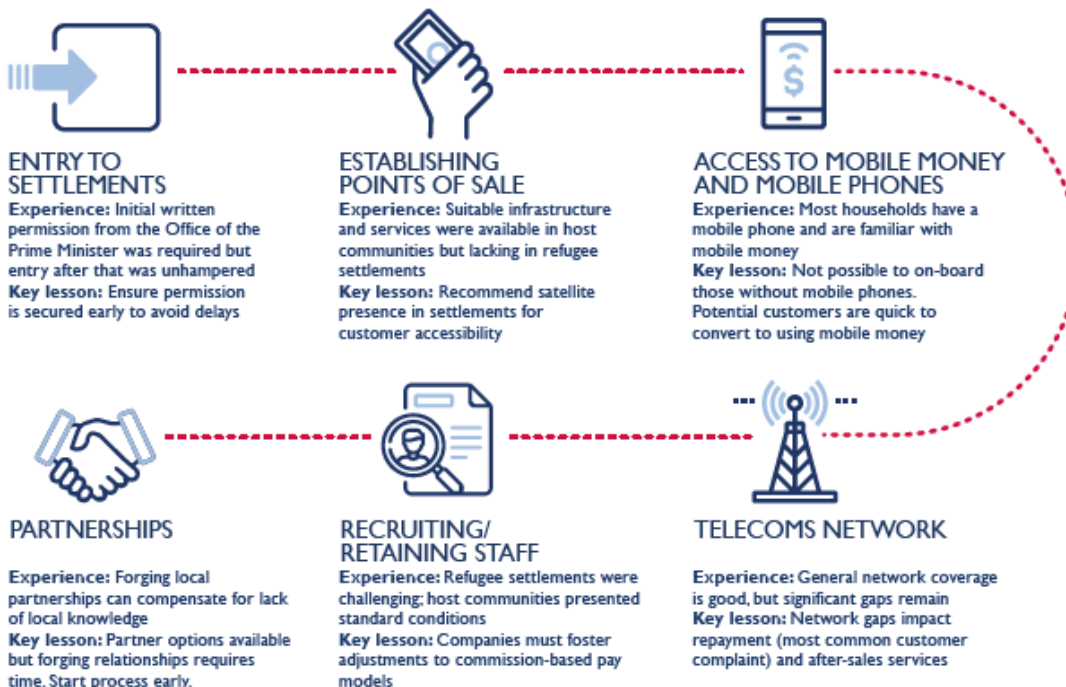 ENTRY TO
SETTLEMENTS
Experience: Initial written
permission from the Office of the
Prime Minister was required but
entry after that was unhampered
Key lesson: Ensure permission
is secured early to avoid delays
ESTABLISHING
POINTS OF SALE
Experience: Suitable infrastructure
and services were available in host
communities but lacking in refugee
settlements
Key lesson: Recommend satellite
presence in settlements for
customer accessibility
$
ACCESS TO MOBILE MONEY
AND MOBILE PHONES
Experience: Most households have a
mobile phone and are familiar with
mobile money
Key lesson: Not possible to on-board
those without mobile phones.
Potential customers are quick to
convert to using mobile money
PARTNERSHIPS
Experience: Forging local
partnerships can compensate for lack
of local knowledge
Key lesson: Partner options available
but forging relationships requires
time. Start process early.
RECRUITING/
RETAINING STAFF
Experience: Refugee settlements were
challenging; host communities presented
standard conditions
Key lesson: Companies must foster
adjustments to commission-based pay
models
TELECOMS NETWORK
Experience: General network coverage
is good, but significant gaps remain
Key lesson: Network gaps impact
repayment (most common customer
complaint) and after-sales services